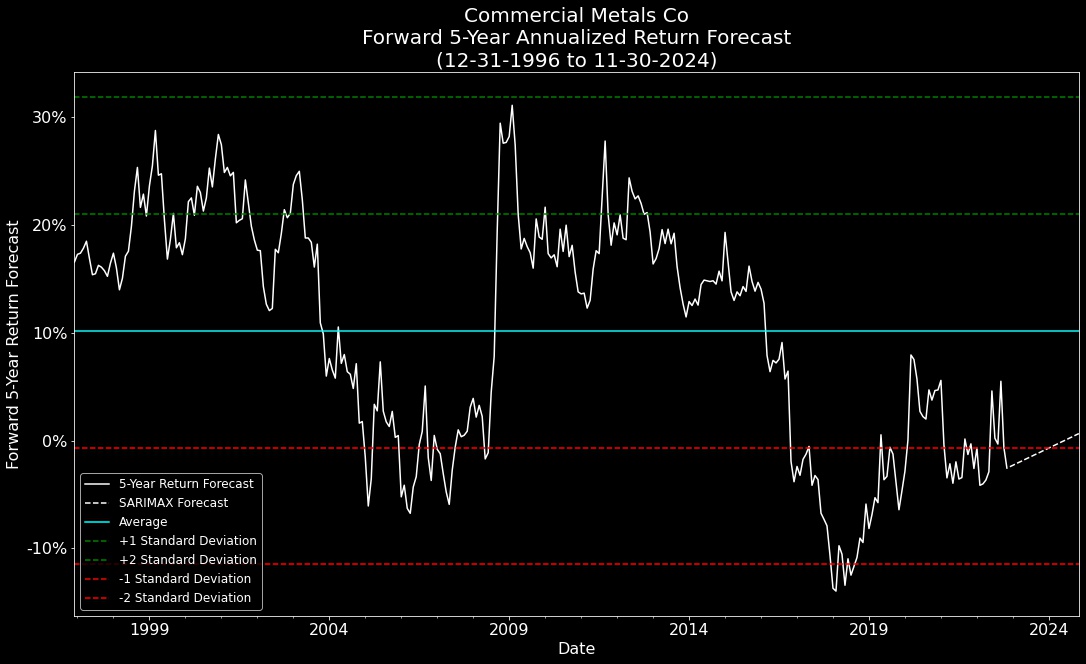 Commercial Metals Co
Forward 5-Year Annualized Return Forecast
(12-31-1996 to 11-30-2024)
Forward 5-Year Return Forecast
30%
20%
10%
0%
-10%
5-Year Return Forecast
SARIMAX Forecast
Average
+1 Standard Deviation
+2 Standard Deviation
-1 Standard Deviation
-2 Standard Deviation
1999
2004
2009
2014
2019
2024
Date